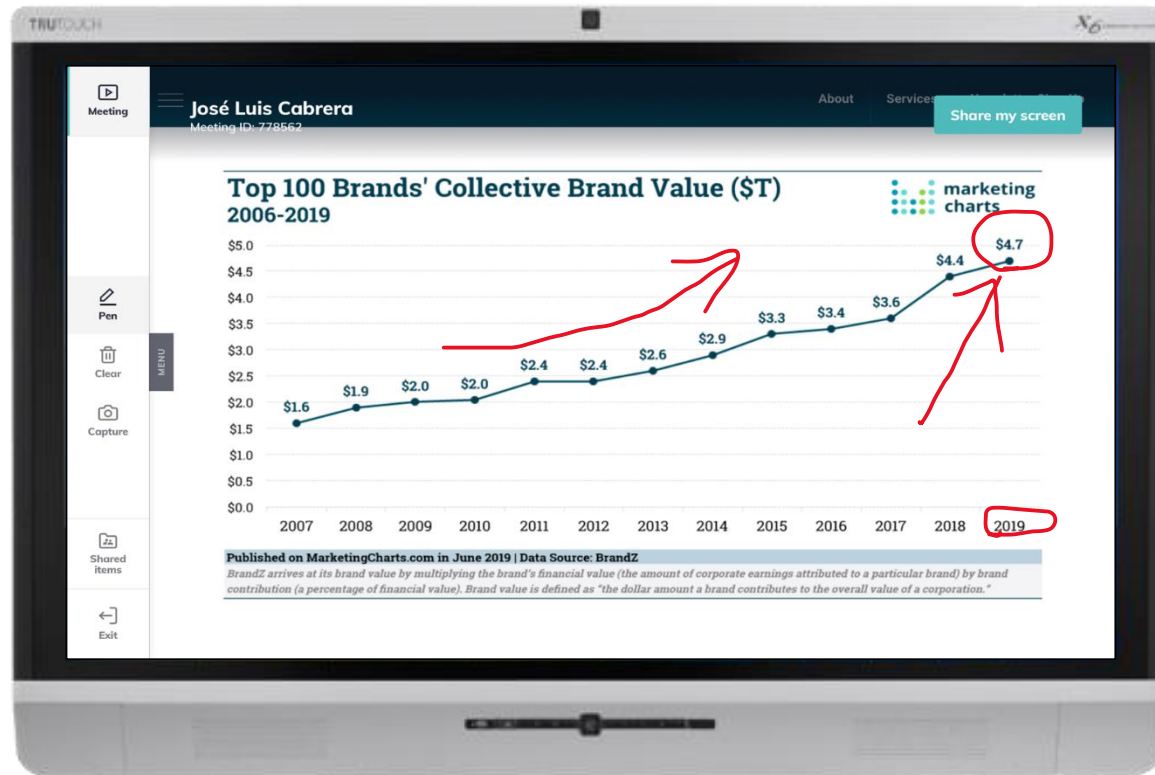 TRUTOUCH
X6
Meeting
José Luis Cabrera
Meeting ID: 778562
About
Services
Share my screen
Top 100 Brands' Collective Brand Value ($T)
2006-2019
marketing
charts
$5.0
$4.5
$4.0
$3.5
$3.0
$2.5
$2.0
$1.5
$1.0
$0.5
$0.0
$1.6
$1.9
$2.0
$2.0
$2.4
$2.4
$2.6
$2.9
$3.3
$3.4
$3.6
$4.4
$4.7
2007 2008 2009 2010 2011 2012 2013 2014 2015 2016 2017 2018 2019
Pen
Clear
MENU
Capture
Shared
items
Exit
Published on MarketingCharts.com in June 2019 | Data Source: BrandZ
BrandZ arrives at its brand value by multiplying the brand's financial value (the amount of corporate earnings attributed to a particular brand) by brand
contribution (a percentage of financial value). Brand value is defined as "the dollar amount a brand contributes to the overall value of a corporation."